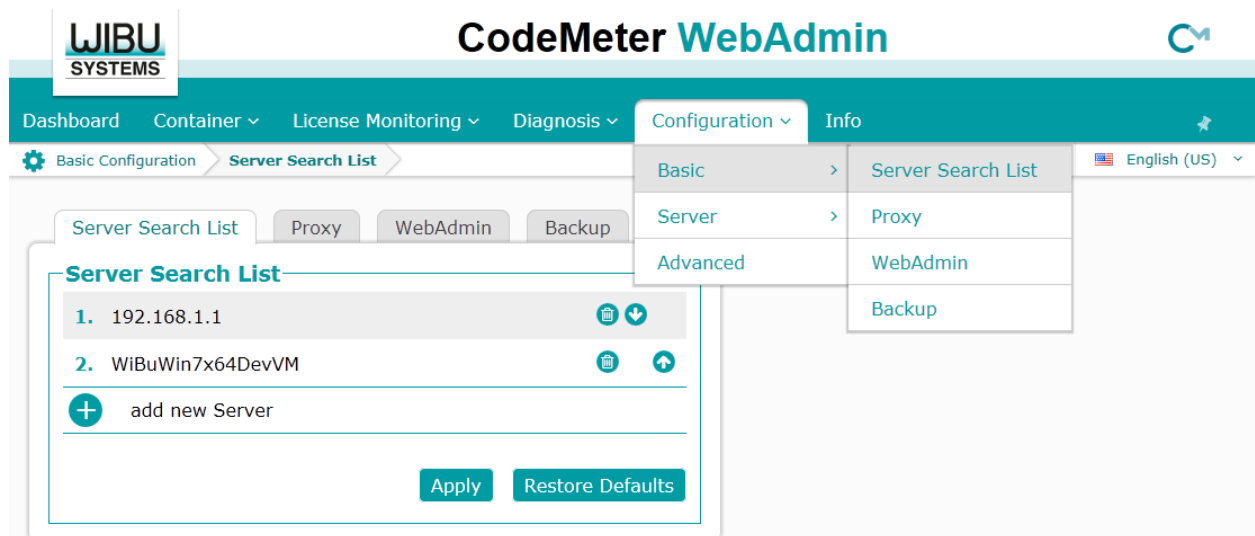 WIBU
SYSTEMS
CodeMeter WebAdmin
CM
Dashboard Container License Monitoring Diagnosis Configuration Info
Basic Configuration Server Search List English (US)
Basic
Server
Advanced
Server Search List
Proxy
WebAdmin
Backup
Server Search List Proxy WebAdmin Backup
Server Search List
1. 192.168.1.1
2. WiBuWin7x64DevVM
add new Server
Apply Restore Defaults